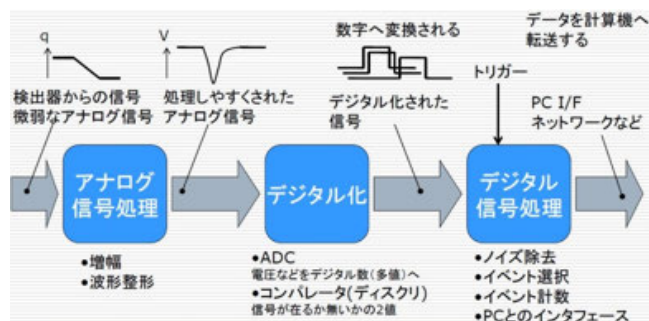 q
V
数字へ変換される
データを計算機へ
転送する
検出器からの信号
微弱なアナログ信号
処理しやすくされた
アナログ信号
デジタル化された
信号
トリガー
PC I/F
ネットワークなど
アナログ
信号処理
デジタル化
デジタル
信号処理
•増幅
•波形整形
•ADC
電圧などをデジタル数(多値)へ
•コンパレータ(ディスクリ)
信号が在るか無いかの2値
•ノイズ除去
•イベント選択
•イベント計数
•PCとのインタフェース